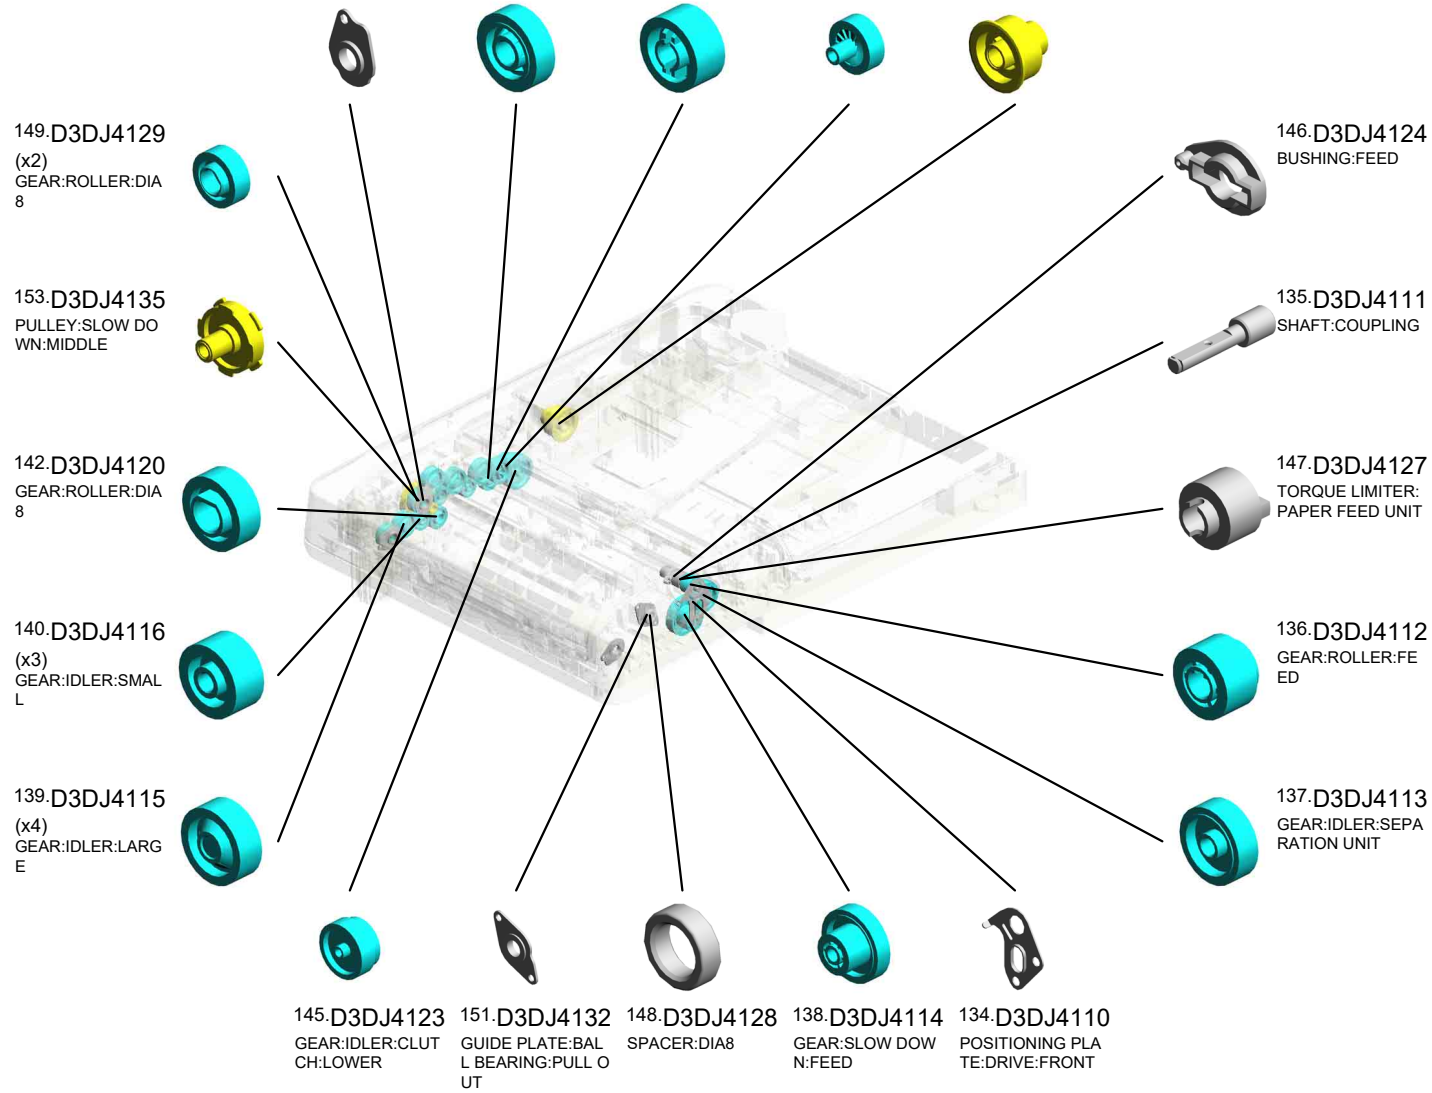 149.D3DJ4129
(x2)
GEAR:ROLLER:DIA
8
153.D3DJ4135
PULLEY:SLOW DO
WN:MIDDLE
142.D3DJ4120
GEAR:ROLLER:DIA
8
140.D3DJ4116
(x3)
GEAR:IDLER:SMAL
L
139.D3DJ4115
(x4)
GEAR:IDLER:LARG
E
146.D3DJ4124
BUSHING:FEED
135.D3DJ4111
SHAFT:COUPLING
147.D3DJ4127
TORQUE LIMITER:
PAPER FEED UNIT
136.D3DJ4112
GEAR:ROLLER:FE
ED
137.D3DJ4113
GEAR:IDLER:SEPA
RATION UNIT
145.D3DJ4123
GEAR:IDLER:CLUT
CH:LOWER
151.D3DJ4132
GUIDE PLATE:BAL
L BEARING:PULL O
UT
148.D3DJ4128
SPACER:DIA8
138.D3DJ4114
GEAR:SLOW DOW
N:FEED
134.D3DJ4110
POSITIONING PLA
TE:DRIVE:FRONT